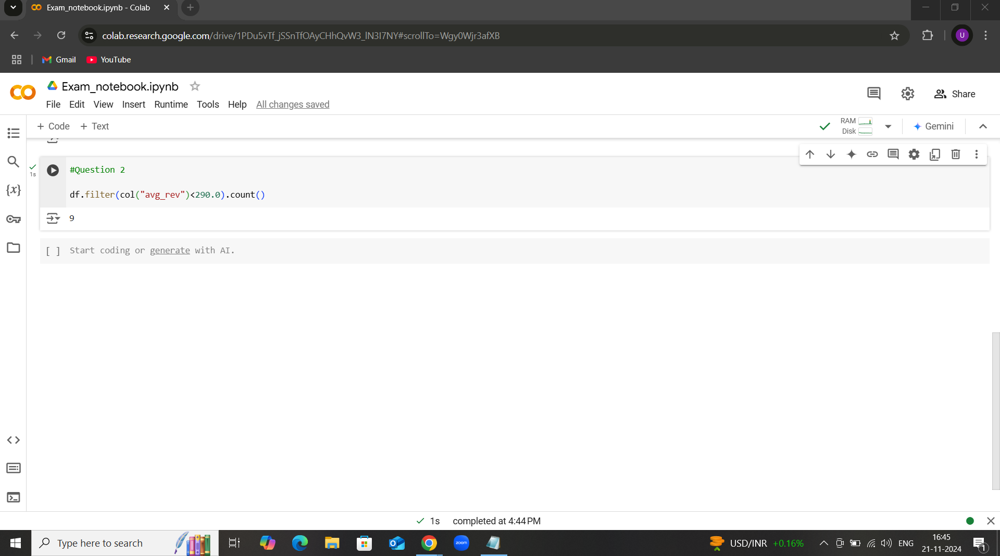 Exam_notebook.ipynb - Colab
colab.research.google.com/drive/1PDu5vTf_jSSnTfOAyCHhQvW3_lN3I7NY#scrollTo=Wgy0Wjr3afXB
U
Gmail
YouTube
Exam_notebook.ipynb
File Edit View Insert Runtime Tools Help All changes saved
Share
+ Code + Text
RAM
Disk
Gemini
1s
#Question 2
df.filter(col("avg_rev")<290.0).count()
9
[ ] Start coding or generate with AI.
{x}
1s completed at 4:44 PM
Type here to search
zoom
USD/INR +0.16%
ENG
16:45
21-11-2024
1